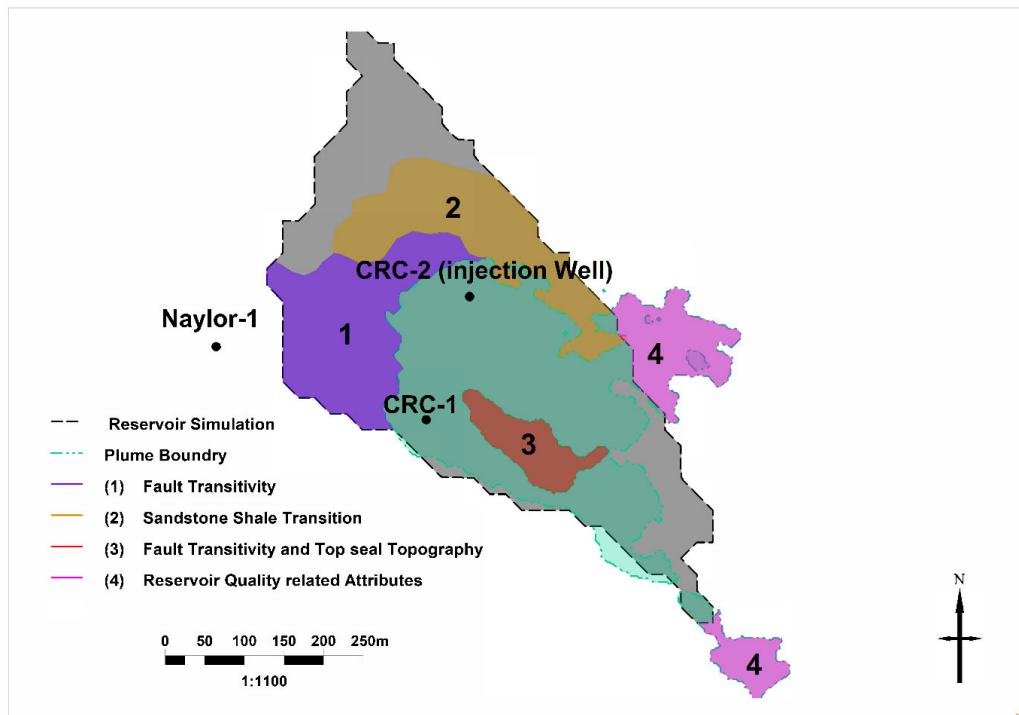 2
CRC-2 (injection Well)
Naylor-1
1
4
CRC-1
3
Reservoir Simulation
Plume Boundry
(1) Fault Transitivity
(2) Sandstone Shale Transition
(3) Fault Transitivity and Top seal Topography
(4) Reservoir Quality related Attributes
N
0 50 100 150 200 250m
1:1100
4